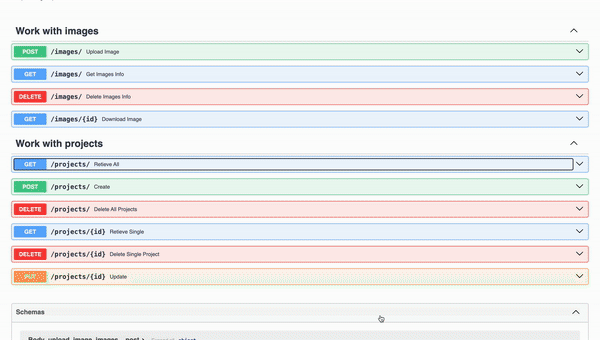 Work with images
POST /images/ Upload Image
GET /images/ Get Images Info
DELETE /images/ Delete Images Info
GET /images/{id} Download Image
Work with projects
GET /projects/ Retieve All
POST /projects/ Create
DELETE /projects/ Delete All Projects
GET /projects/{id} Retieve Single
DELETE /projects/{id} Delete Single Project
PUT /projects/{id} Update
Schemas